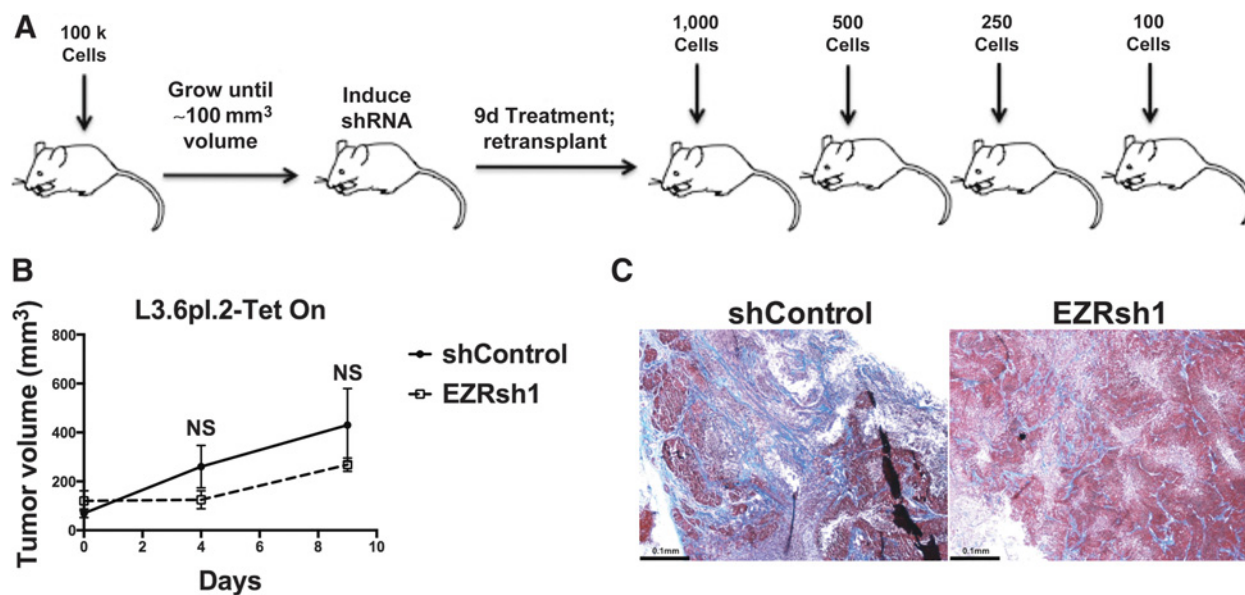 A
100 k
Cells
Grow until
~100 mm³
volume
Induce
shRNA
9d Treatment;
retransplant
1,000
Cells
500
Cells
250
Cells
100
Cells
B
L3.6pl.2-Tet On
Tumor volume (mm³)
800
600
400
200
0
NS
NS
0 2 4 6 8 10
Days
shControl
EZRsh1
C
shControl
EZRsh1
0.1mm
0.1mm